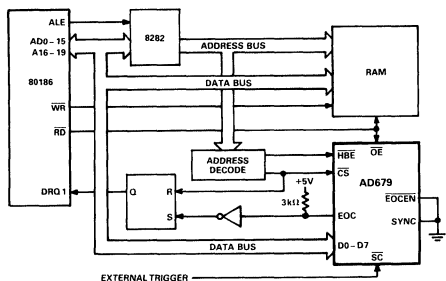 ALE
AD0 – 15
A16 – 19
80186
WR
RD
DRQ 1
8282
ADDRESS BUS
DATA BUS
RAM
ADDRESS
DECODE
Q
R
S
+5V
3kΩ
HBE
CS
OE
AD679
EOCEN
SYNC
EOC
D0 – D7
SC
DATA BUS
EXTERNAL TRIGGER